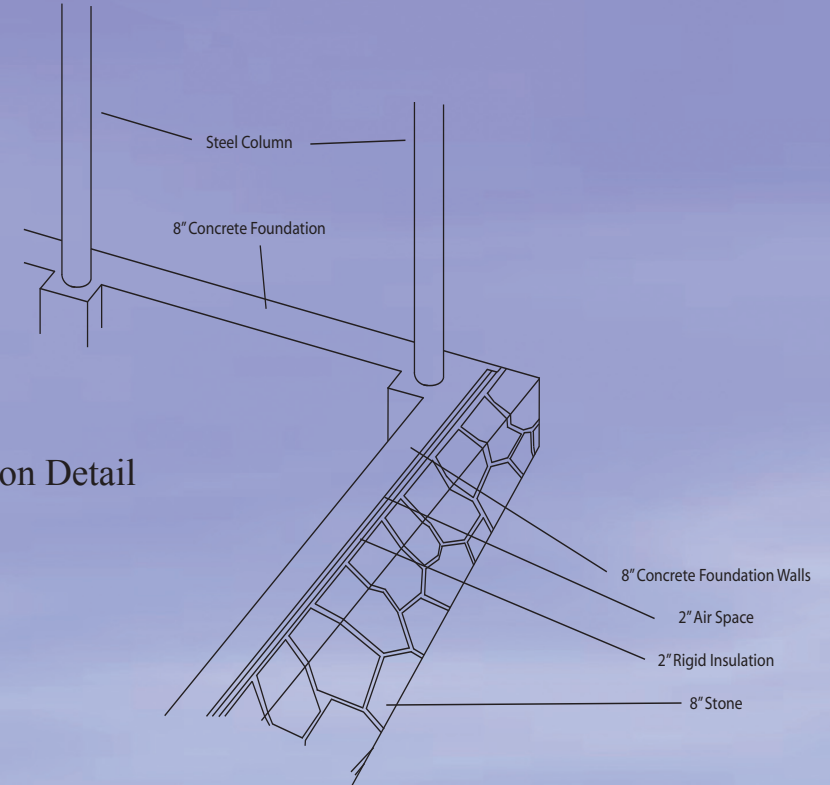 Steel Column
8" Concrete Foundation
on Detail
8" Concrete Foundation Walls
2" Air Space
2" Rigid Insulation
8" Stone